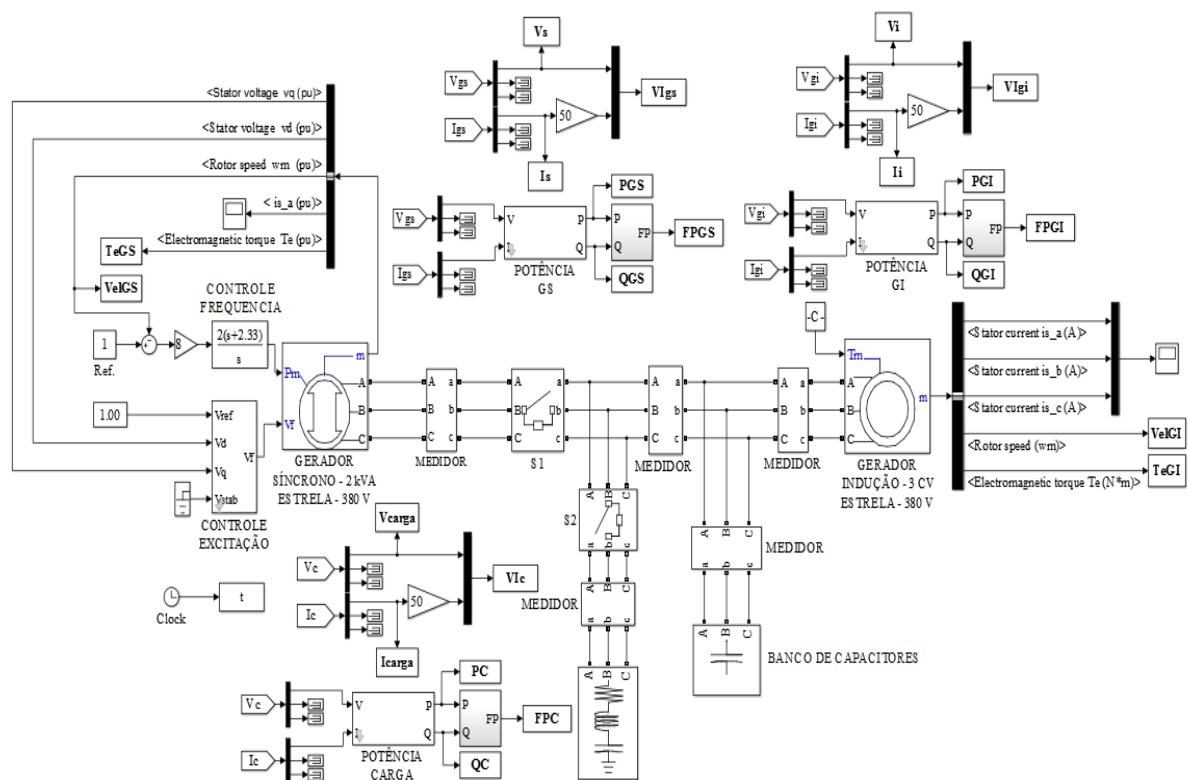 Vs
Vgs
VIgs
50
Igs
Is
Vi
Vgi
VIgi
50
Igi
Ii
<Stator voltage vq (pu)>
<Stator voltage vd (pu)>
<Rotor speed wm (pu)>
< is_a (pu)>
<Electromagnetic torque Te (pu)>
TeGS
VelGS
PGS
Vgs
V
P
P
FP
FPGS
I
Q
Q
Igs
POTÊNCIA
GS
QGS
PGI
Vgi
V
P
P
FP
FPGI
I
Q
Q
Igi
POTÊNCIA
GI
QGI
CONTROLE
FREQUENCIA
1
Ref.
8
2(s+2.33)
s
Pm
m
A
B
C
Vf
GERADOR
SÍNCRONO - 2 kVA
ESTRELA - 380 V
1.00
Vref
Vd
Vq
Vstab
Vf
CONTROLE
EXCITAÇÃO
A a
B b
C c
MEDIDOR
A a
B b
C c
S1
A a
B b
C c
MEDIDOR
A a
B b
C c
MEDIDOR
-C-
Tm
m
A
B
C
GERADOR
INDUÇÃO - 3 CV
ESTRELA - 380 V
<Stator current is_a (A)>
<Stator current is_b (A)>
<Stator current is_c (A)>
<Rotor speed (wm)>
<Electromagnetic torque Te (N*m)>
VelGI
TeGI
A B C
S2
a b c
A B C
MEDIDOR
a b c
A B C
A B C
MEDIDOR
a b c
A B C
BANCO DE CAPACITORES
Vcarga
Vc
VIc
50
Ic
Icarga
Clock
t
PC
Vc
V
P
P
FP
FPC
I
Q
Q
Ic
POTÊNCIA
CARGA
QC